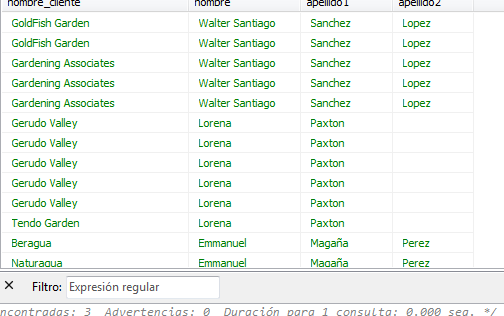 nombre_cliente nombre apellido1 apellido2
GoldFish Garden Walter Santiago Sanchez Lopez
GoldFish Garden Walter Santiago Sanchez Lopez
Gardening Associates Walter Santiago Sanchez Lopez
Gardening Associates Walter Santiago Sanchez Lopez
Gardening Associates Walter Santiago Sanchez Lopez
Gerudo Valley Lorena Paxton
Gerudo Valley Lorena Paxton
Gerudo Valley Lorena Paxton
Gerudo Valley Lorena Paxton
Gerudo Valley Lorena Paxton
Tendo Garden Lorena Paxton
Beragua Emmanuel Magaña Perez
Naturagua Emmanuel Magaña Perez
Filtro: Expresión regular
ncontradas: 3 Advertencias: 0 Duración para 1 consulta: 0.000 seg. */